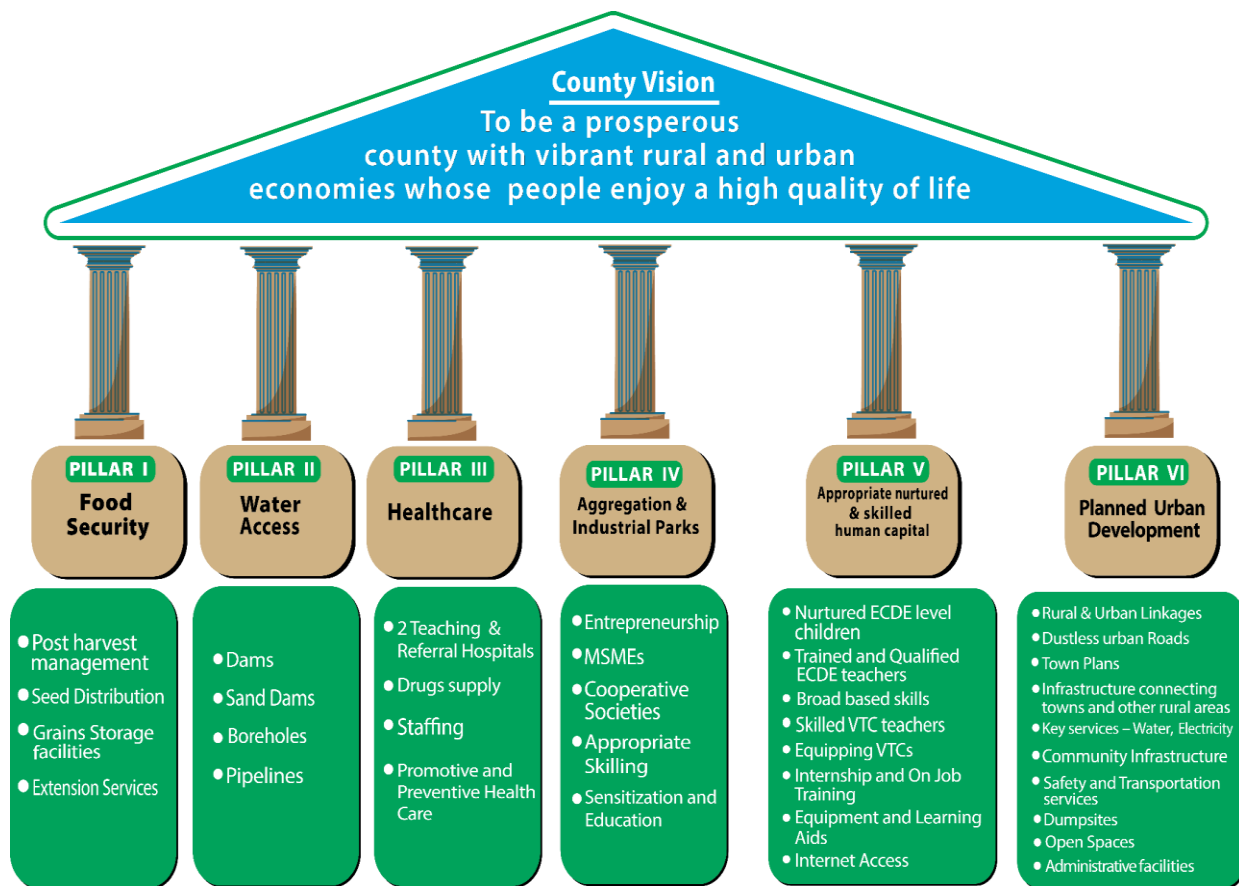 County Vision
To be a prosperous
county with vibrant rural and urban
economies whose people enjoy a high quality of life
PILLAR I
Food
Security
PILLAR II
Water
Access
PILLAR III
Healthcare
PILLAR IV
Aggregation &
Industrial Parks
PILLAR V
Appropriate nurtured
& skilled
human capital
PILLAR VI
Planned Urban
Development
• Post harvest
management
• Seed Distribution
• Grains Storage
facilities
• Extension Services
• Dams
• Sand Dams
• Boreholes
• Pipelines
• 2 Teaching &
Referral Hospitals
• Drugs supply
• Staffing
• Promotive and
Preventive Health
Care
• Entrepreneurship
• MSMEs
• Cooperative
Societies
• Appropriate
Skilling
• Sensitization and
Education
• Nurtured ECDE level
children
• Trained and Qualified
ECDE teachers
• Broad based skills
• Skilled VTC teachers
• Equipping VTCs
• Internship and On Job
Training
• Equipment and Learning
Aids
• Internet Access
• Rural & Urban Linkages
• Dustless urban Roads
• Town Plans
• Infrastructure connecting
towns and other rural areas
• Key services – Water, Electricity
• Community Infrastructure
• Safety and Transportation
services
• Dumpsites
• Open Spaces
• Administrative facilities